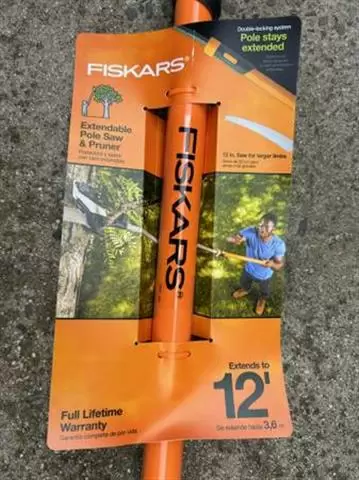 Double-locking system
Pole stays
extended
FISKARS®
Extendable
Pole Saw
& Pruner
12 in. Saw for larger limbs
FISKARS®
Extends to
12'
Se extiende hasta 3,6 m
Full Lifetime
Warranty
Garantía completa de por vida